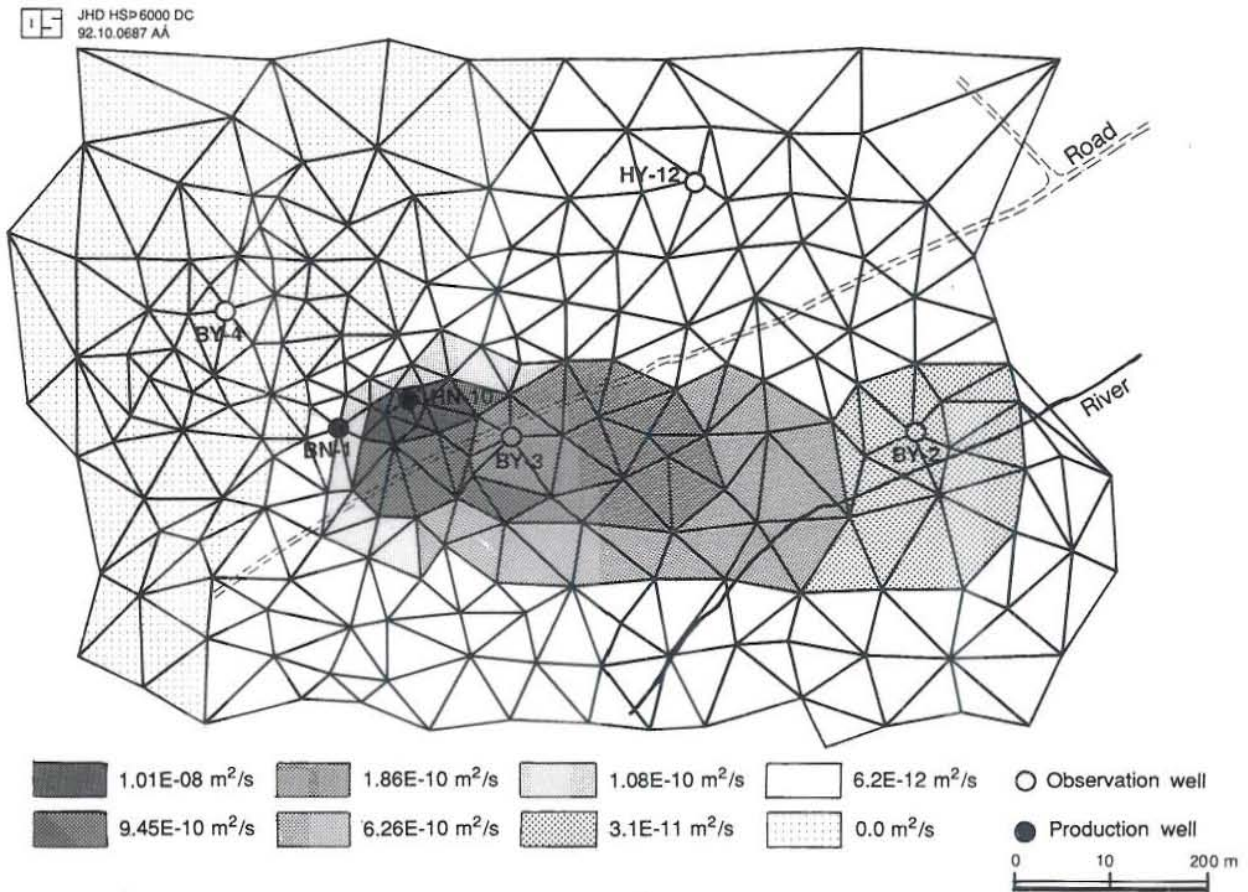 JHD HSÞ 6000 DC
92.10.0687 AÁ
HY-12
Road
BY-4
HN-10
BN-1
BY-3
BY-2
River
1.01E-08 m²/s
1.86E-10 m²/s
1.08E-10 m²/s
6.2E-12 m²/s
Observation well
9.45E-10 m²/s
6.26E-10 m²/s
3.1E-11 m²/s
0.0 m²/s
Production well
0 10 200 m